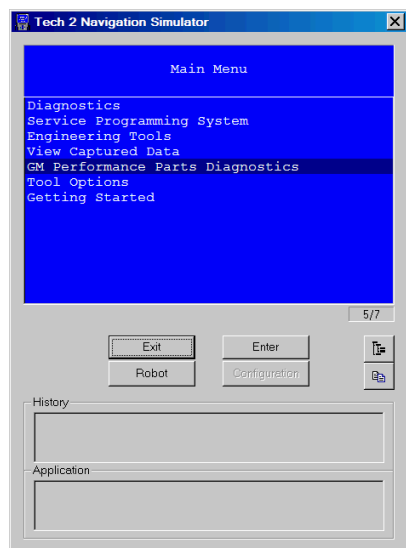 Tech 2 Navigation Simulator
Main Menu
Diagnostics
Service Programming System
Engineering Tools
View Captured Data
GM Performance Parts Diagnostics
Tool Options
Getting Started
5/7
Exit
Enter
Robot
Configuration
History
Application